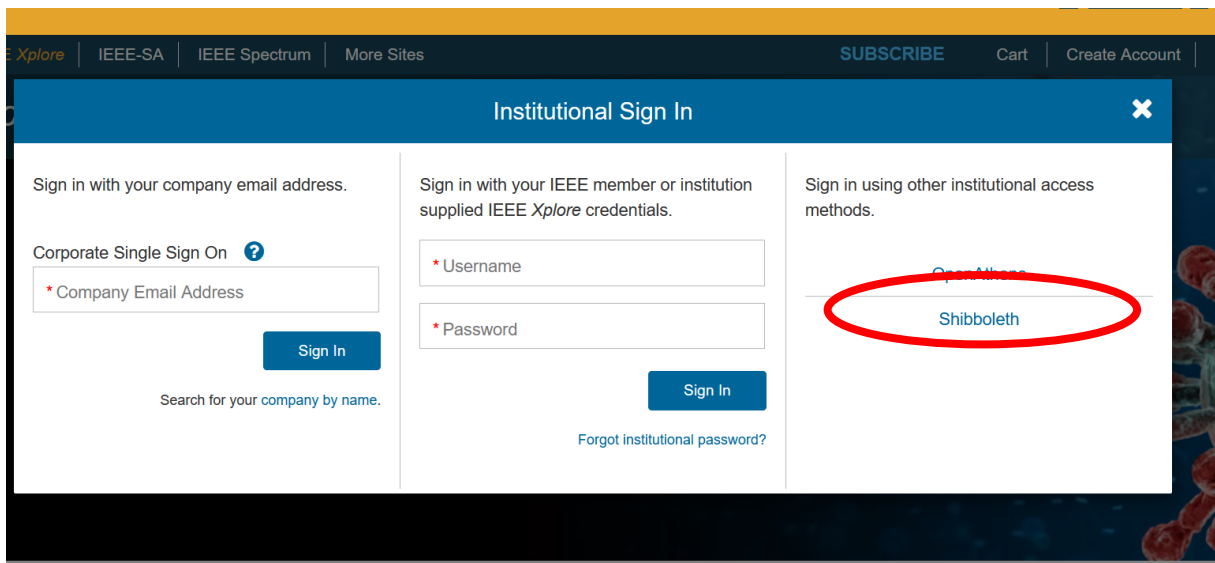 Xplore IEEE-SA IEEE Spectrum More Sites SUBSCRIBE Cart Create Account
Institutional Sign In
Sign in with your company email address.
Corporate Single Sign On ?
* Company Email Address
Sign In
Search for your company by name.
Sign in with your IEEE member or institution
supplied IEEE Xplore credentials.
* Username
* Password
Sign In
Forgot institutional password?
Sign in using other institutional access
methods.
OpenAthens
Shibboleth